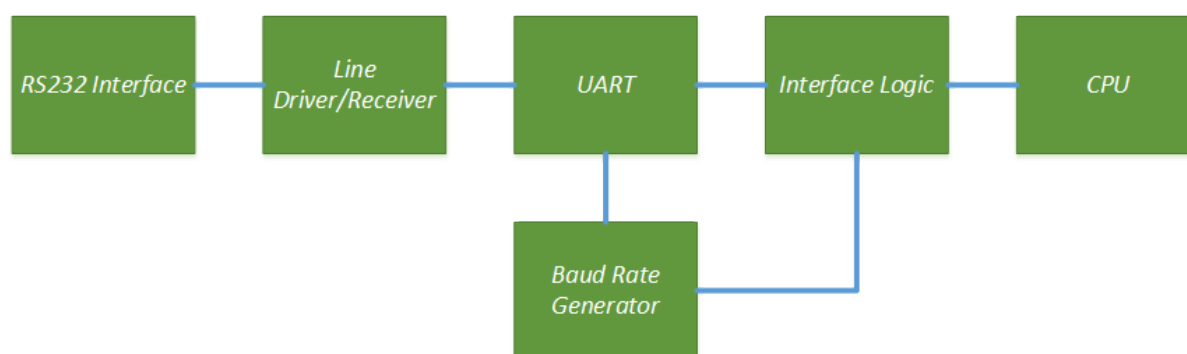 RS232 Interface
Line
Driver/Receiver
UART
Interface Logic
CPU
Baud Rate
Generator